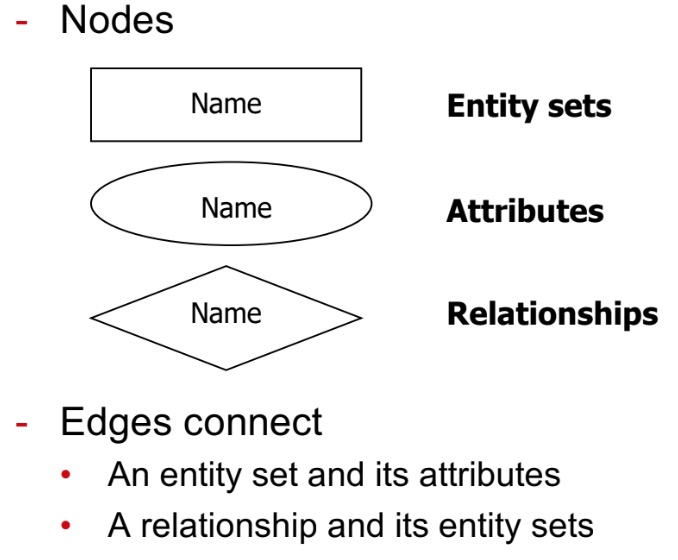 - Nodes
Name Entity sets
Name Attributes
Name Relationships
- Edges connect
• An entity set and its attributes
• A relationship and its entity sets